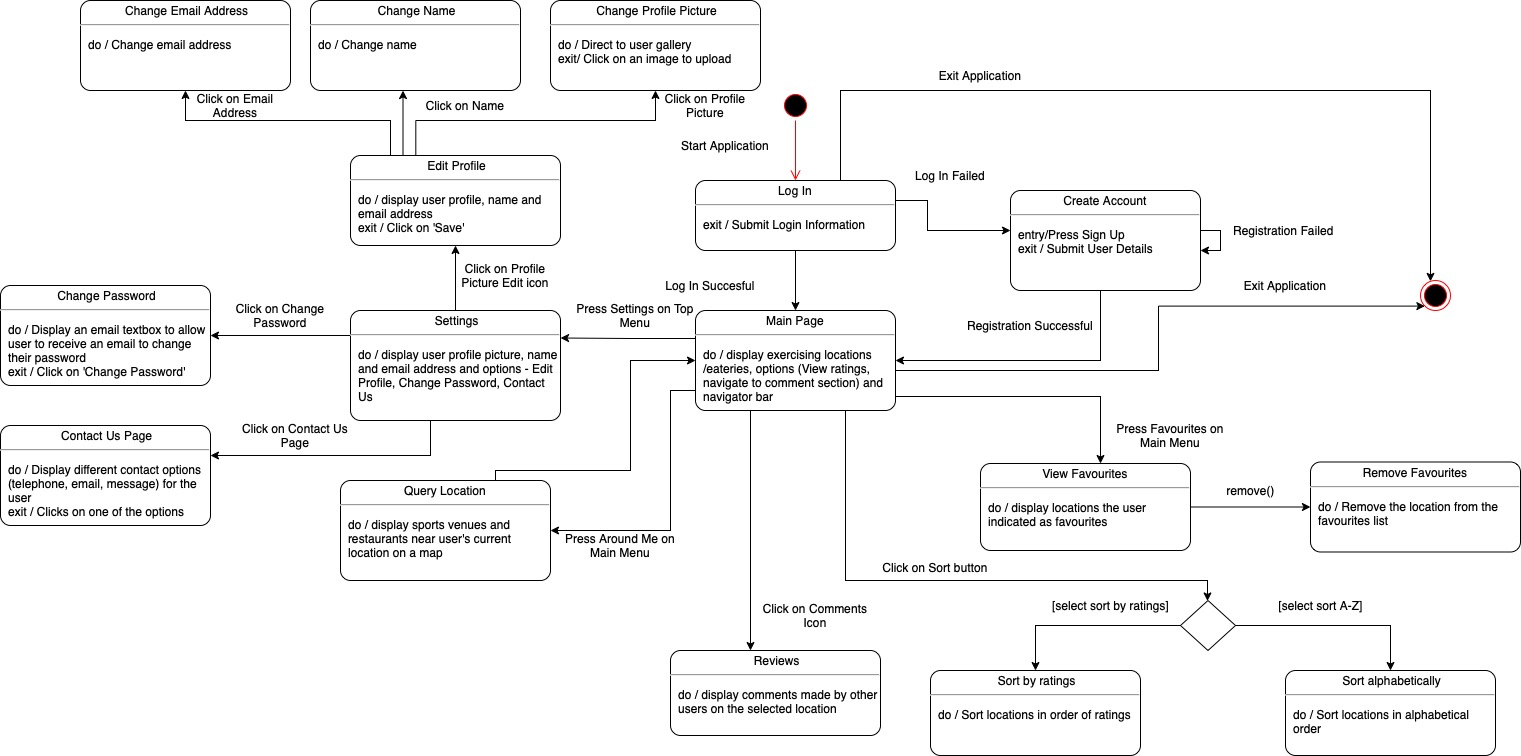 Change Email Address
do / Change email address
Change Name
do / Change name
Change Profile Picture
do / Direct to user gallery
exit/ Click on an image to upload
Exit Application
Click on Email
Address
Click on Name
Click on Profile
Picture
Start Application
Edit Profile
do / display user profile, name and
email address
exit / Click on 'Save'
Log In
exit / Submit Login Information
Log In Failed
Create Account
entry/Press Sign Up
exit / Submit User Details
Registration Failed
Click on Profile
Picture Edit icon
Log In Succesful
Exit Application
Change Password
do / Display an email textbox to allow
user to receive an email to change
their password
exit / Click on 'Change Password'
Click on Change
Password
Settings
do / display user profile picture, name
and email address and options - Edit
Profile, Change Password, Contact
Us
Press Settings on Top
Menu
Main Page
do / display exercising locations
/eateries, options (View ratings,
navigate to comment section) and
navigator bar
Registration Successful
Contact Us Page
do / Display different contact options
(telephone, email, message) for the
user
exit / Clicks on one of the options
Click on Contact Us
Page
Press Favourites on
Main Menu
Query Location
do / display sports venues and
restaurants near user's current
location on a map
Press Around Me on
Main Menu
View Favourites
do / display locations the user
indicated as favourites
remove()
Remove Favourites
do / Remove the location from the
favourites list
Click on Sort button
Click on Comments
Icon
[select sort by ratings]
[select sort A-Z]
Reviews
do / display comments made by other
users on the selected location
Sort by ratings
do / Sort locations in order of ratings
Sort alphabetically
do / Sort locations in alphabetical
order